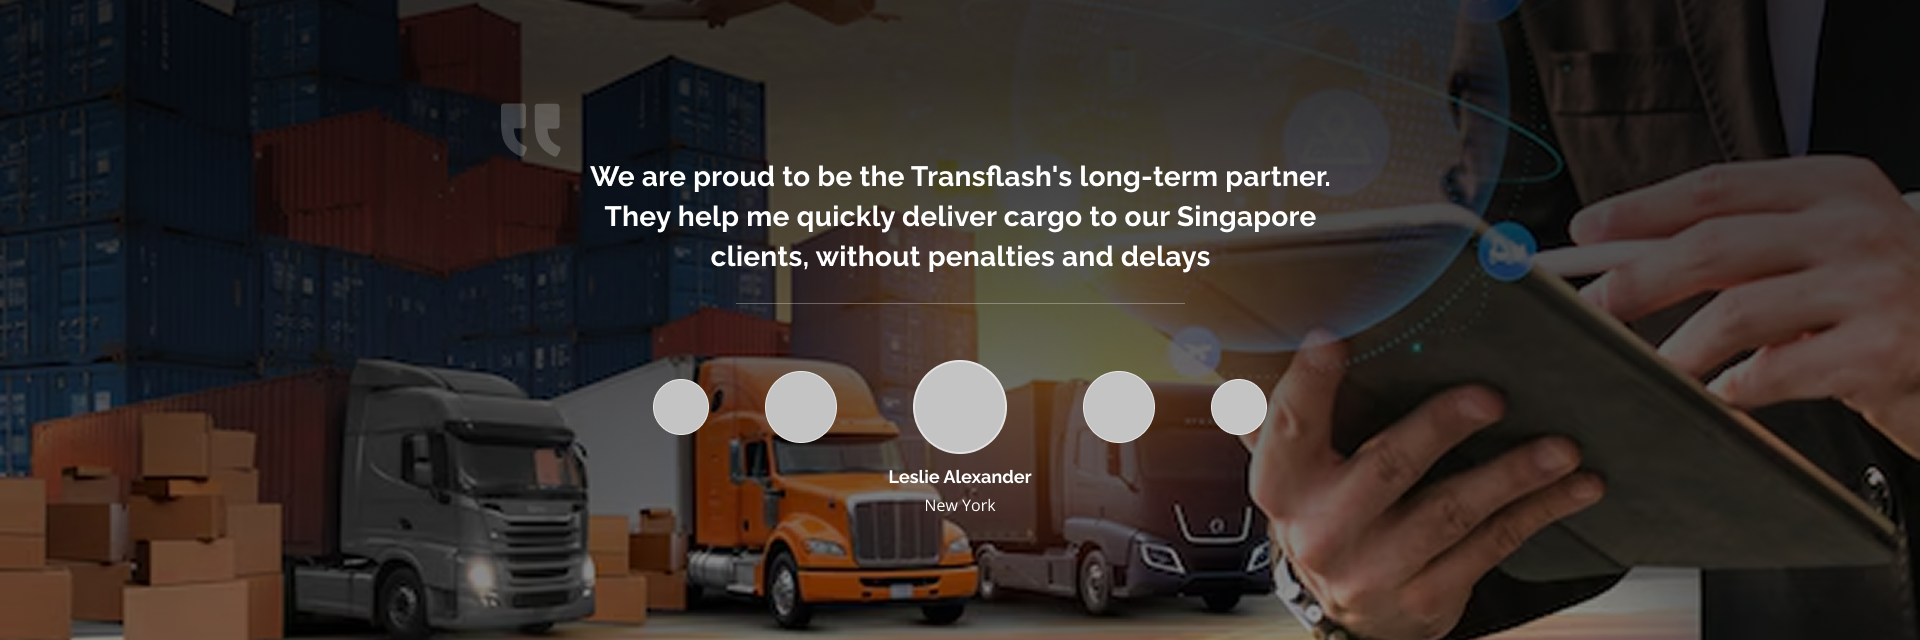 We are proud to be the Transflash's long-term partner.
They help me quickly deliver cargo to our Singapore
clients, without penalties and delays
Leslie Alexander
New York